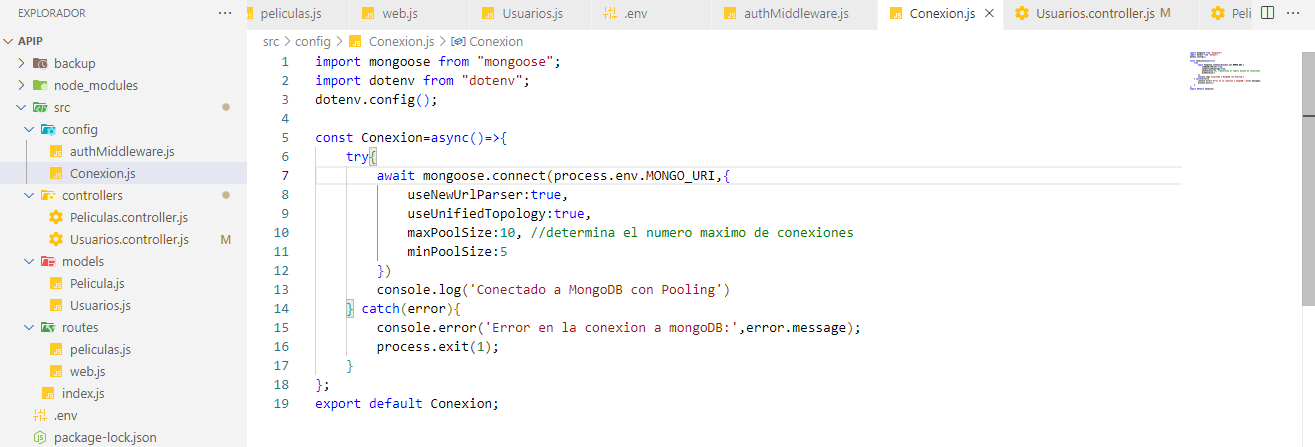 EXPLORADOR
···
APIP
backup
node_modules
src
config
authMiddleware.js
Conexion.js
controllers
Peliculas.controller.js
Usuarios.controller.js M
models
Pelicula.js
Usuarios.js
routes
peliculas.js
web.js
index.js
.env
package-lock.json
peliculas.js web.js Usuarios.js .env authMiddleware.js Conexion.js × Usuarios.controller.js M Peli ···
src > config > Conexion.js > Conexion
1 import mongoose from "mongoose";
2 import dotenv from "dotenv";
3 dotenv.config();
4
5 const Conexion=async()=>{
6 try{
7 await mongoose.connect(process.env.MONGO_URI,{
8 useNewUrlParser:true,
9 useUnifiedTopology:true,
10 maxPoolSize:10, //determina el numero maximo de conexiones
11 minPoolSize:5
12 })
13 console.log('Conectado a MongoDB con Pooling')
14 } catch(error){
15 console.error('Error en la conexion a mongoDB:',error.message);
16 process.exit(1);
17 }
18 };
19 export default Conexion;